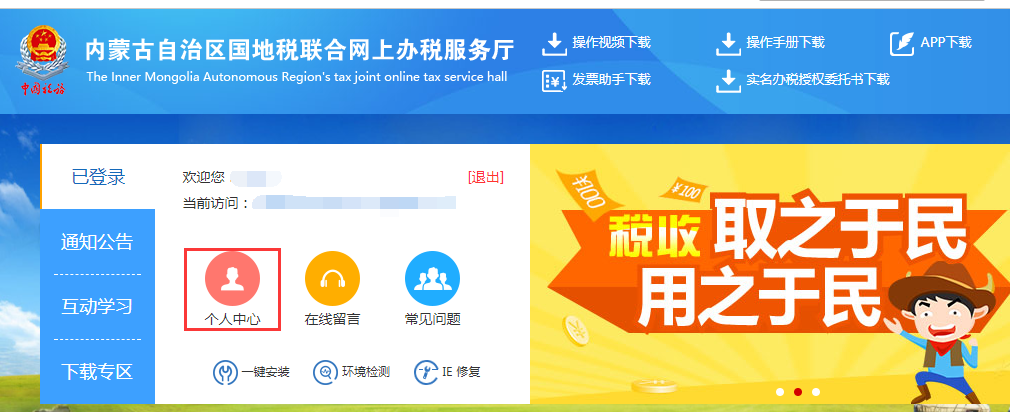 内蒙古自治区国地税联合网上办税服务厅
The Inner Mongolia Autonomous Region's tax joint online tax service hall
中国税务
操作视频下载
操作手册下载
APP下载
发票助手下载
实名办税授权委托书下载
已登录
通知公告
互动学习
下载专区
欢迎您
[退出]
当前访问：
个人中心
在线留言
常见问题
一键安装
环境检测
IE 修复
¥100
¥100
税收 取之于民
用之于民